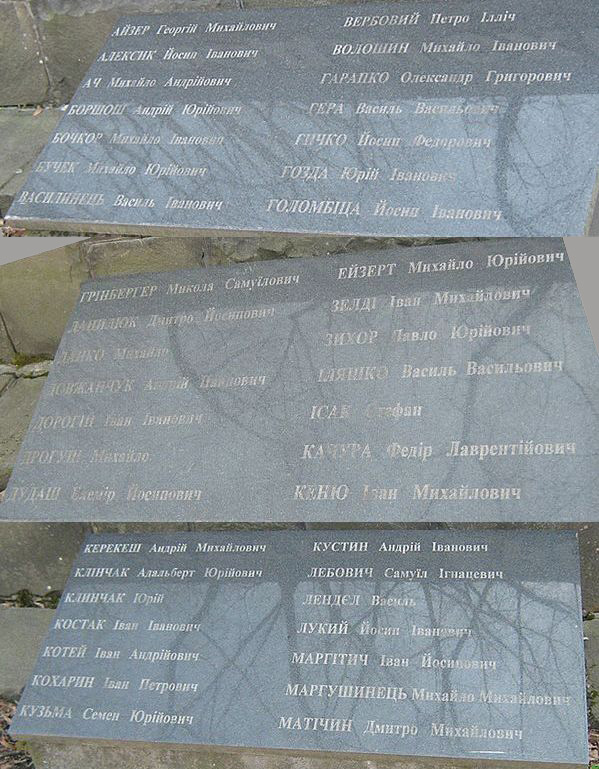 АЙЗЕР Георгій Михайлович
АЛЕКСИК Йосип Іванович
АЧ Михайло Андрійович
БОРШОШ Андрій Юрійович
БОЧКОР Михайло Іванович
БУЧЕК Михайло Юрійович
ВАСИЛИНЕЦЬ Василь Іванович
ВЕРБОВИЙ Петро Ілліч
ВОЛОШИН Михайло Іванович
ГАРАПКО Олександр Григорович
ГЕРА Василь Васильович
ГИЧКО Йосип Федорович
ГОЗДА Юрій Іванович
ГОЛОМБІЦА Йосип Іванович
ГРІНБЕРГЕР Микола Самуїлович
ДАНИЛЮК Дмитро Йосипович
ДАНКО Михайло
ДОВЖАНЧУК Андрій Павлович
ДОРОГІЙ Іван Іванович
ДРОГУШ Михайло
ДУДАШ Елемір Йосипович
ЕЙЗЕРТ Михайло Юрійович
ЗЕЛДІ Іван Михайлович
ЗИХОР Павло Юрійович
ІЛЯШКО Василь Васильович
ІСАК Стефан
КАЧУРА Федір Лаврентійович
КЕНЮ Іван Михайлович
КЕРЕКЕШ Андрій Михайлович
КЛІНЧАК Адальберт Юрійович
КЛИНЧАК Юрій
КОСТАК Іван Іванович
КОТЕЙ Іван Андрійович
КОХАРИН Іван Петрович
КУЗЬМА Семен Юрійович
КУСТИН Андрій Іванович
ЛЕБОВИЧ Самуїл Ігнацевич
ЛЕНДЄЛ Василь
ЛУКИЙ Йосип Іванович
МАРГІТИЧ Іван Йосипович
МАРГУШИНЕЦЬ Михайло Михайлович
МАТІЧИН Дмитро Михайлович